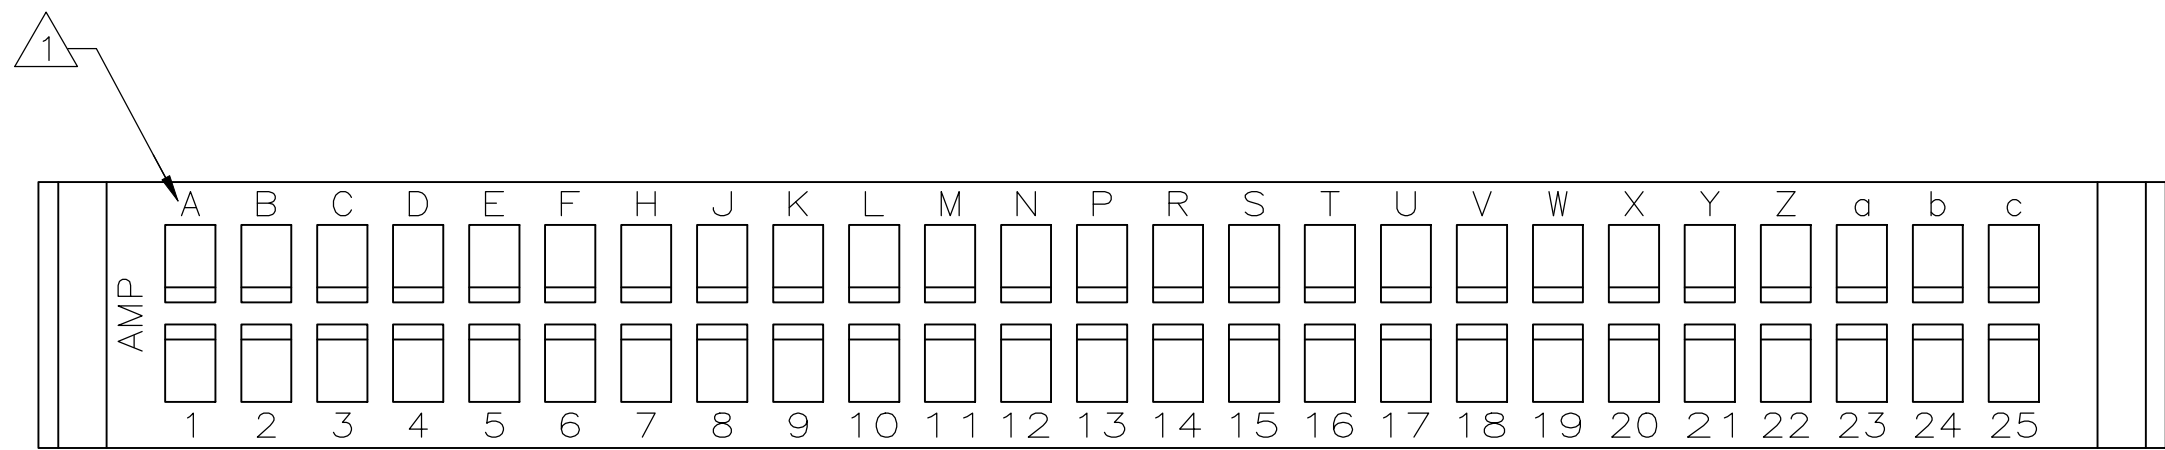 1
A B C D E F H J K L M N P R S T U V W X Y Z a b c
AMP
1 2 3 4 5 6 7 8 9 10 11 12 13 14 15 16 17 18 19 20 21 22 23 24 25